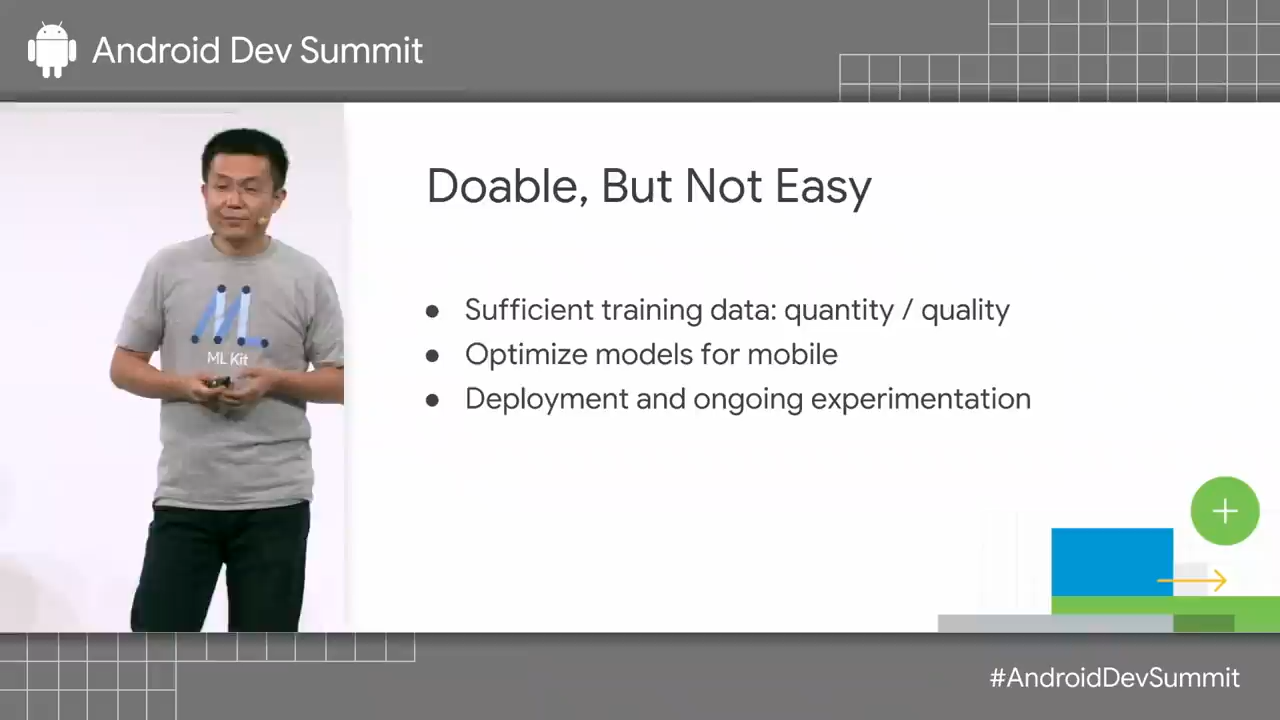 Android Dev Summit
Doable, But Not Easy
ML Kit
● Sufficient training data: quantity / quality
● Optimize models for mobile
● Deployment and ongoing experimentation
#AndroidDevSummit